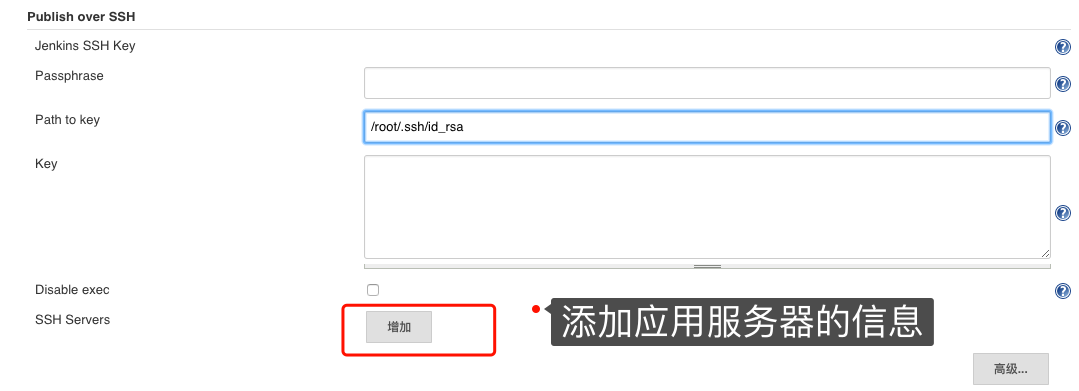 Publish over SSH
Jenkins SSH Key
Passphrase
Path to key
/root/.ssh/id_rsa
Key
Disable exec
SSH Servers
增加
添加应用服务器的信息
高级...